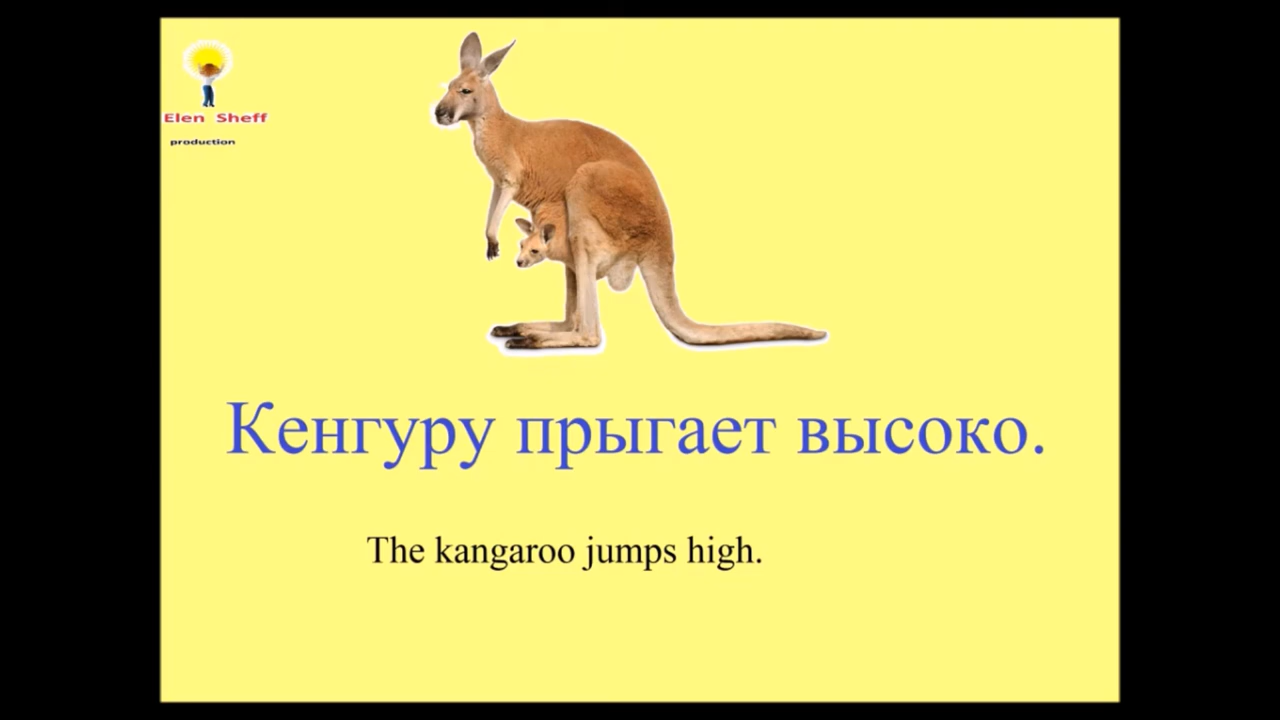 Elen Sheff
production
Кенгуру прыгает высоко.
The kangaroo jumps high.